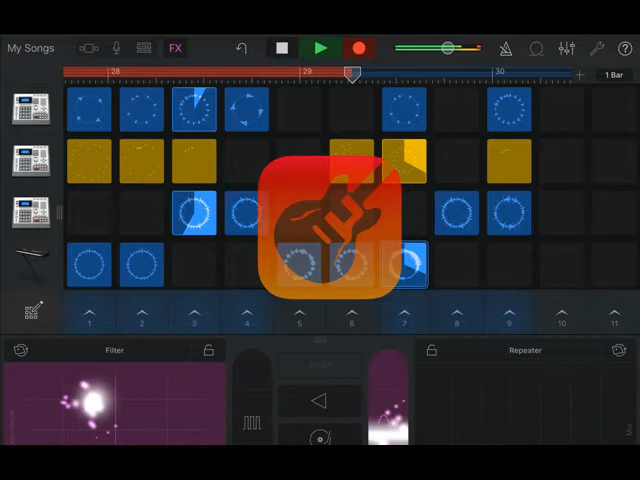 My Songs FX
28 29 30 1 Bar
1 2 3 4 5 6 7 8 9 10 11
Filter Repeater
Mix